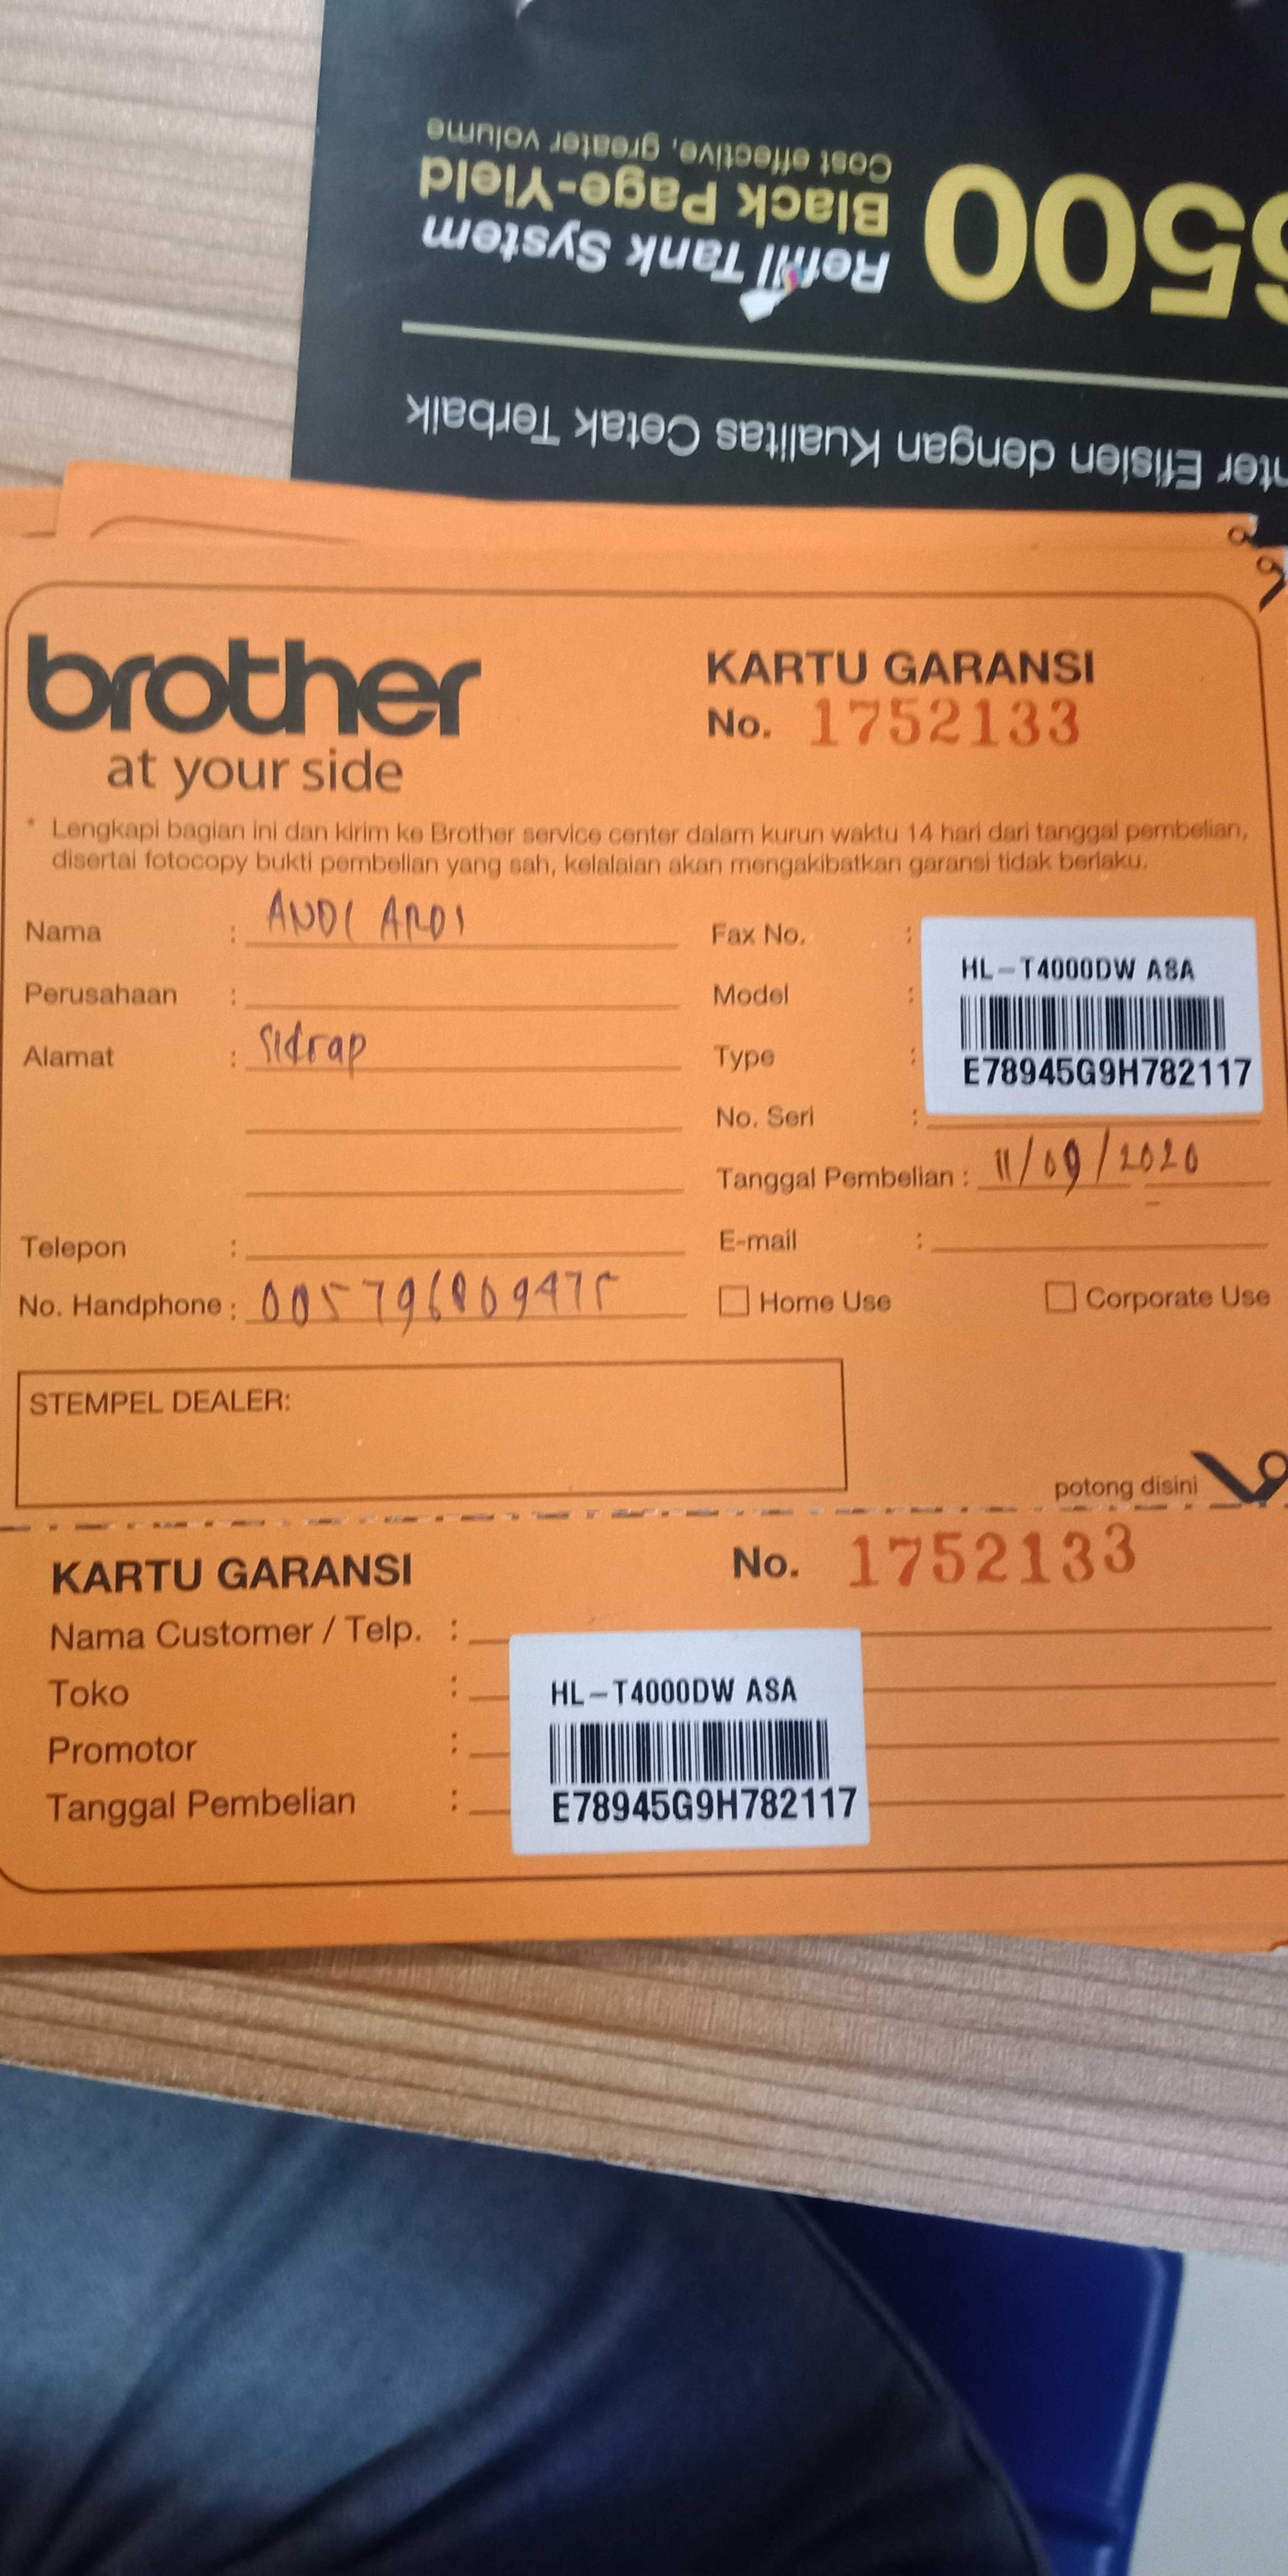 6500
Refill Tank System
Black Page-Yield
Cost effective, greater volume
Efisien dengan Kualitas Cetak Terbaik
brother
at your side
KARTU GARANSI
No. 1752133
* Lengkapi bagian ini dan kirim ke Brother service center dalam kurun waktu 14 hari dari tanggal pembelian,
disertai fotocopy bukti pembelian yang sah, kelalaian akan mengakibatkan garansi tidak berlaku.
Nama : ANDI ARDI
Perusahaan :
Alamat : Sidrap
Telepon :
No. Handphone :
Fax No. :
Model :
Type :
No. Seri :
HL-T4000DW ASA
E78945G9H782117
Tanggal Pembelian : 11/09/2020
E-mail :
Home Use
Corporate Use
STEMPEL DEALER:
potong disini
KARTU GARANSI
No. 1752133
Nama Customer / Telp. :
Toko :
Promotor :
Tanggal Pembelian :
HL-T4000DW ASA
E78945G9H782117